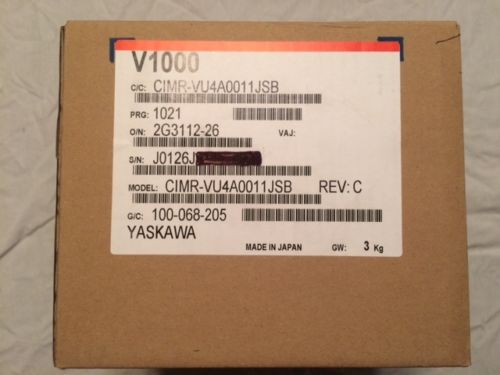 V1000
C/C: CIMR-VU4A0011JSB
PRG: 1021
O/N: 2G3112-26 VAJ:
S/N: J0126J
MODEL: CIMR-VU4A0011JSB REV: C
G/C: 100-068-205
YASKAWA MADE IN JAPAN GW: 3 Kg